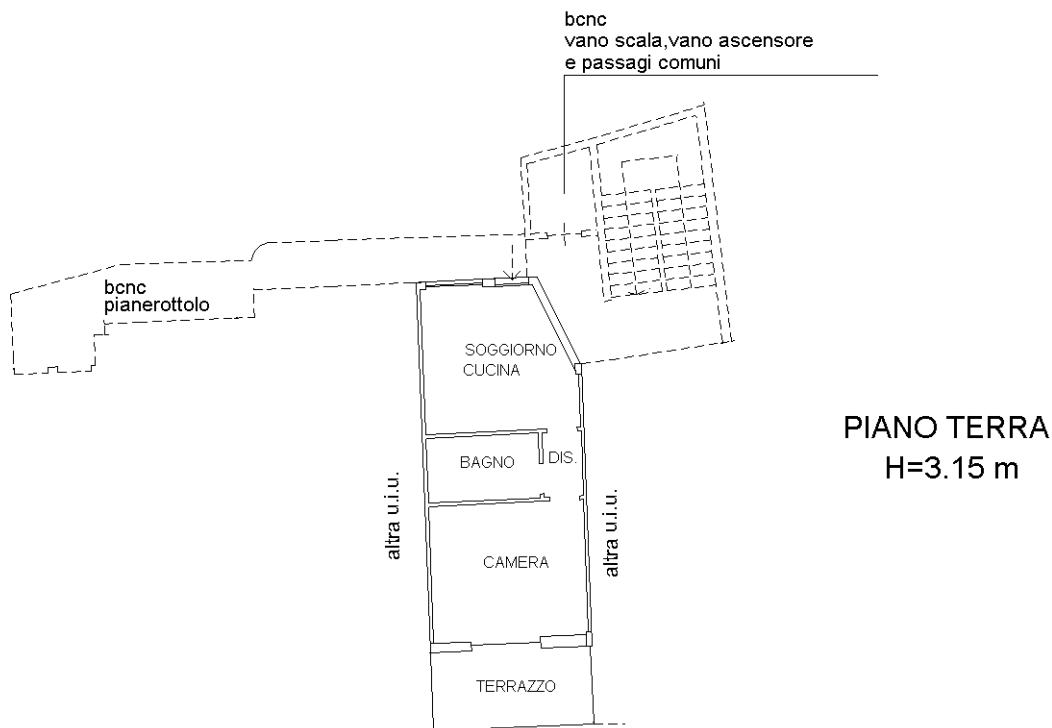 bcnc
vano scala,vano ascensore
e passagi comuni
bcnc
pianerottolo
SOGGIORNO
CUCINA
PIANO TERRA
H=3.15 m
BAGNO
DIS.
altra u.i.u.
altra u.i.u.
CAMERA
TERRAZZO